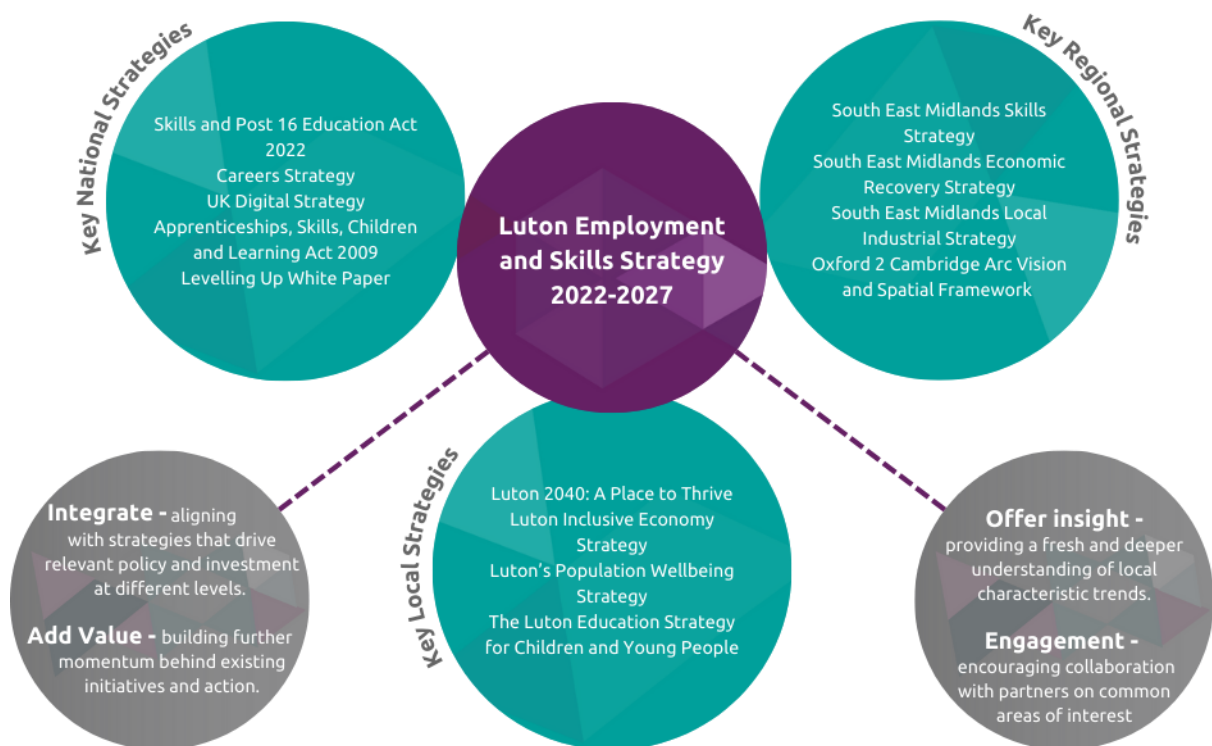 Key National Strategies
Skills and Post 16 Education Act
2022
Careers Strategy
UK Digital Strategy
Apprenticeships, Skills, Children
and Learning Act 2009
Levelling Up White Paper
Luton Employment
and Skills Strategy
2022-2027
Key Regional Strategies
South East Midlands Skills
Strategy
South East Midlands Economic
Recovery Strategy
South East Midlands Local
Industrial Strategy
Oxford 2 Cambridge Arc Vision
and Spatial Framework
Integrate - aligning
with strategies that drive
relevant policy and investment
at different levels.
Add Value - building further
momentum behind existing
initiatives and action.
Key Local Strategies
Luton 2040: A Place to Thrive
Luton Inclusive Economy
Strategy
Luton's Population Wellbeing
Strategy
The Luton Education Strategy
for Children and Young People
Offer insight -
providing a fresh and deeper
understanding of local
characteristic trends.
Engagement -
encouraging collaboration
with partners on common
areas of interest